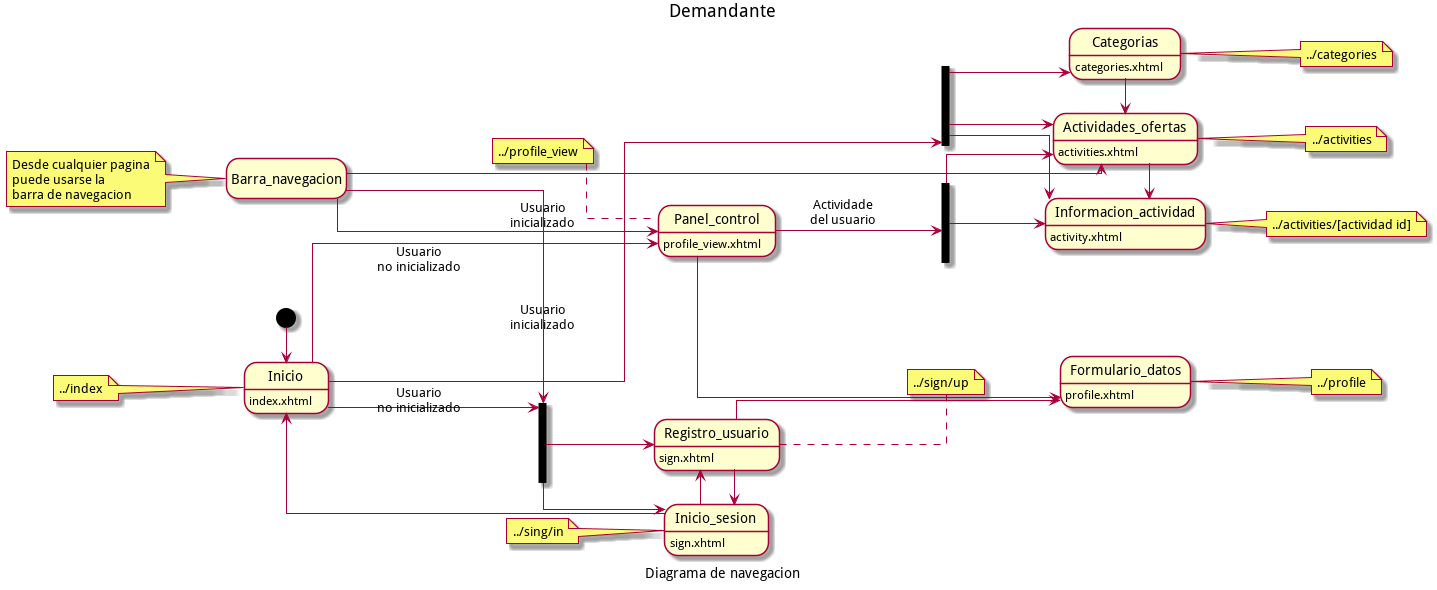 Demandante
Categorias
categories.xhtml
../categories
Actividades_ofertas
activities.xhtml
../activities
../profile_view
Desde cualquier pagina
puede usarse la
barra de navegacion
Barra_navegacion
Usuario
inicializado
Panel_control
profile_view.xhtml
Actividade
del usuario
Informacion_actividad
activity.xhtml
../activities/[actividad id]
Usuario
no inicializado
Usuario
inicializado
Inicio
index.xhtml
../index
Usuario
no inicializado
../sign/up
Formulario_datos
profile.xhtml
../profile
Registro_usuario
sign.xhtml
Inicio_sesion
sign.xhtml
../sing/in
Diagrama de navegacion